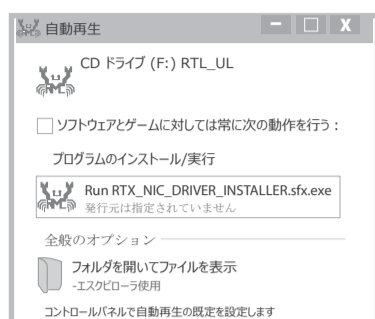 自動再生
CD ドライブ (F:) RTL_UL
ソフトウェアとゲームに対しては常に次の動作を行う：
プログラムのインストール/実行
Run RTX_NIC_DRIVER_INSTALLER.sfx.exe
発行元は指定されていません
全般のオプション
フォルダを開いてファイルを表示
-エスクピローラ使用
コントロールパネルで自動再生の既定を設定します